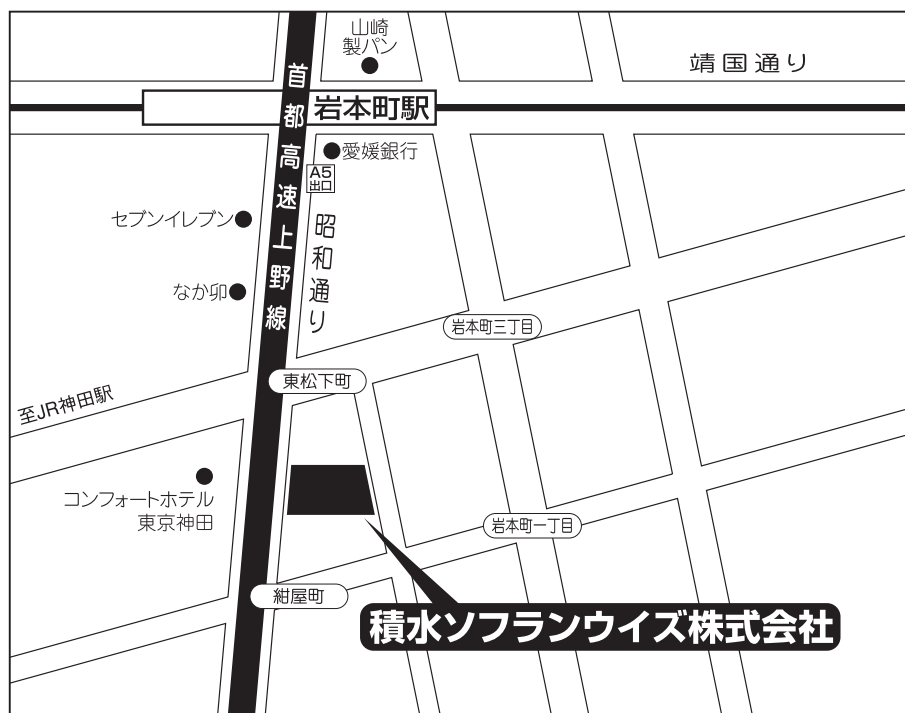 山崎
製パン
靖国通り
岩本町駅
首都高速上野線
愛媛銀行
A5
出口
セブンイレブン
昭和通り
なか卯
岩本町三丁目
東松下町
至JR神田駅
コンフォートホテル
東京神田
岩本町一丁目
紺屋町
積水ソフランウイズ株式会社